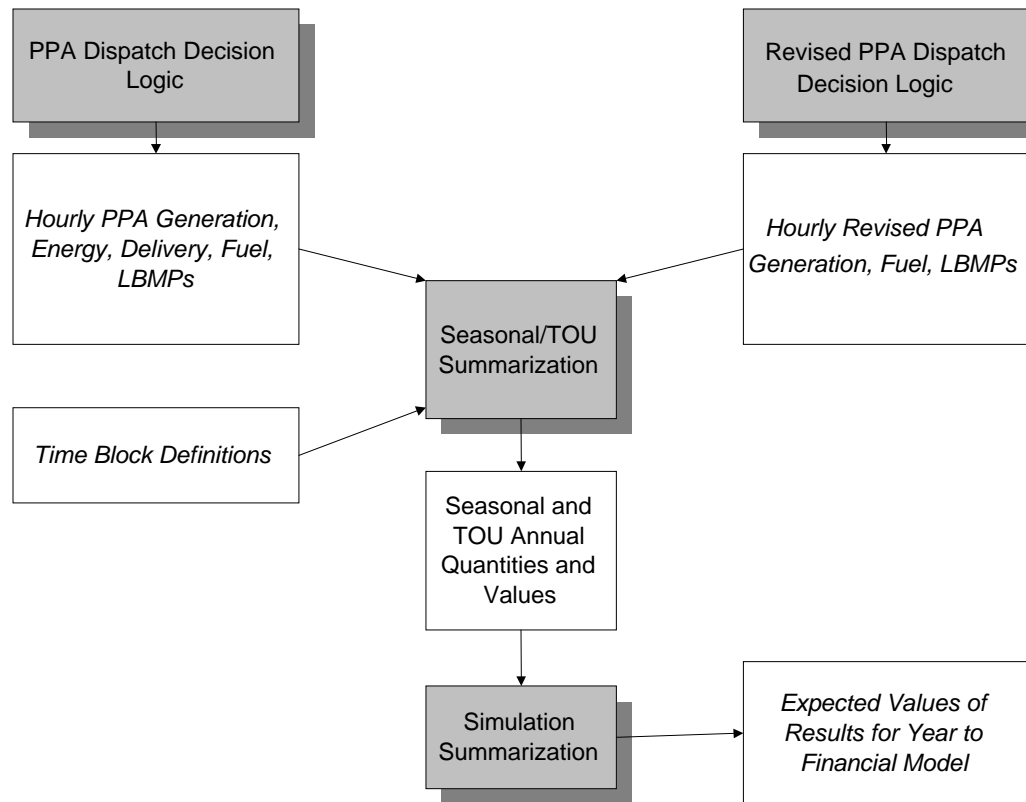 PPA Dispatch Decision
Logic
Revised PPA Dispatch
Decision Logic
Hourly PPA Generation,
Energy, Delivery, Fuel,
LBMPs
Hourly Revised PPA
Generation, Fuel, LBMPs
Seasonal/TOU
Summarization
Time Block Definitions
Seasonal and
TOU Annual
Quantities and
Values
Simulation
Summarization
Expected Values of
Results for Year to
Financial Model